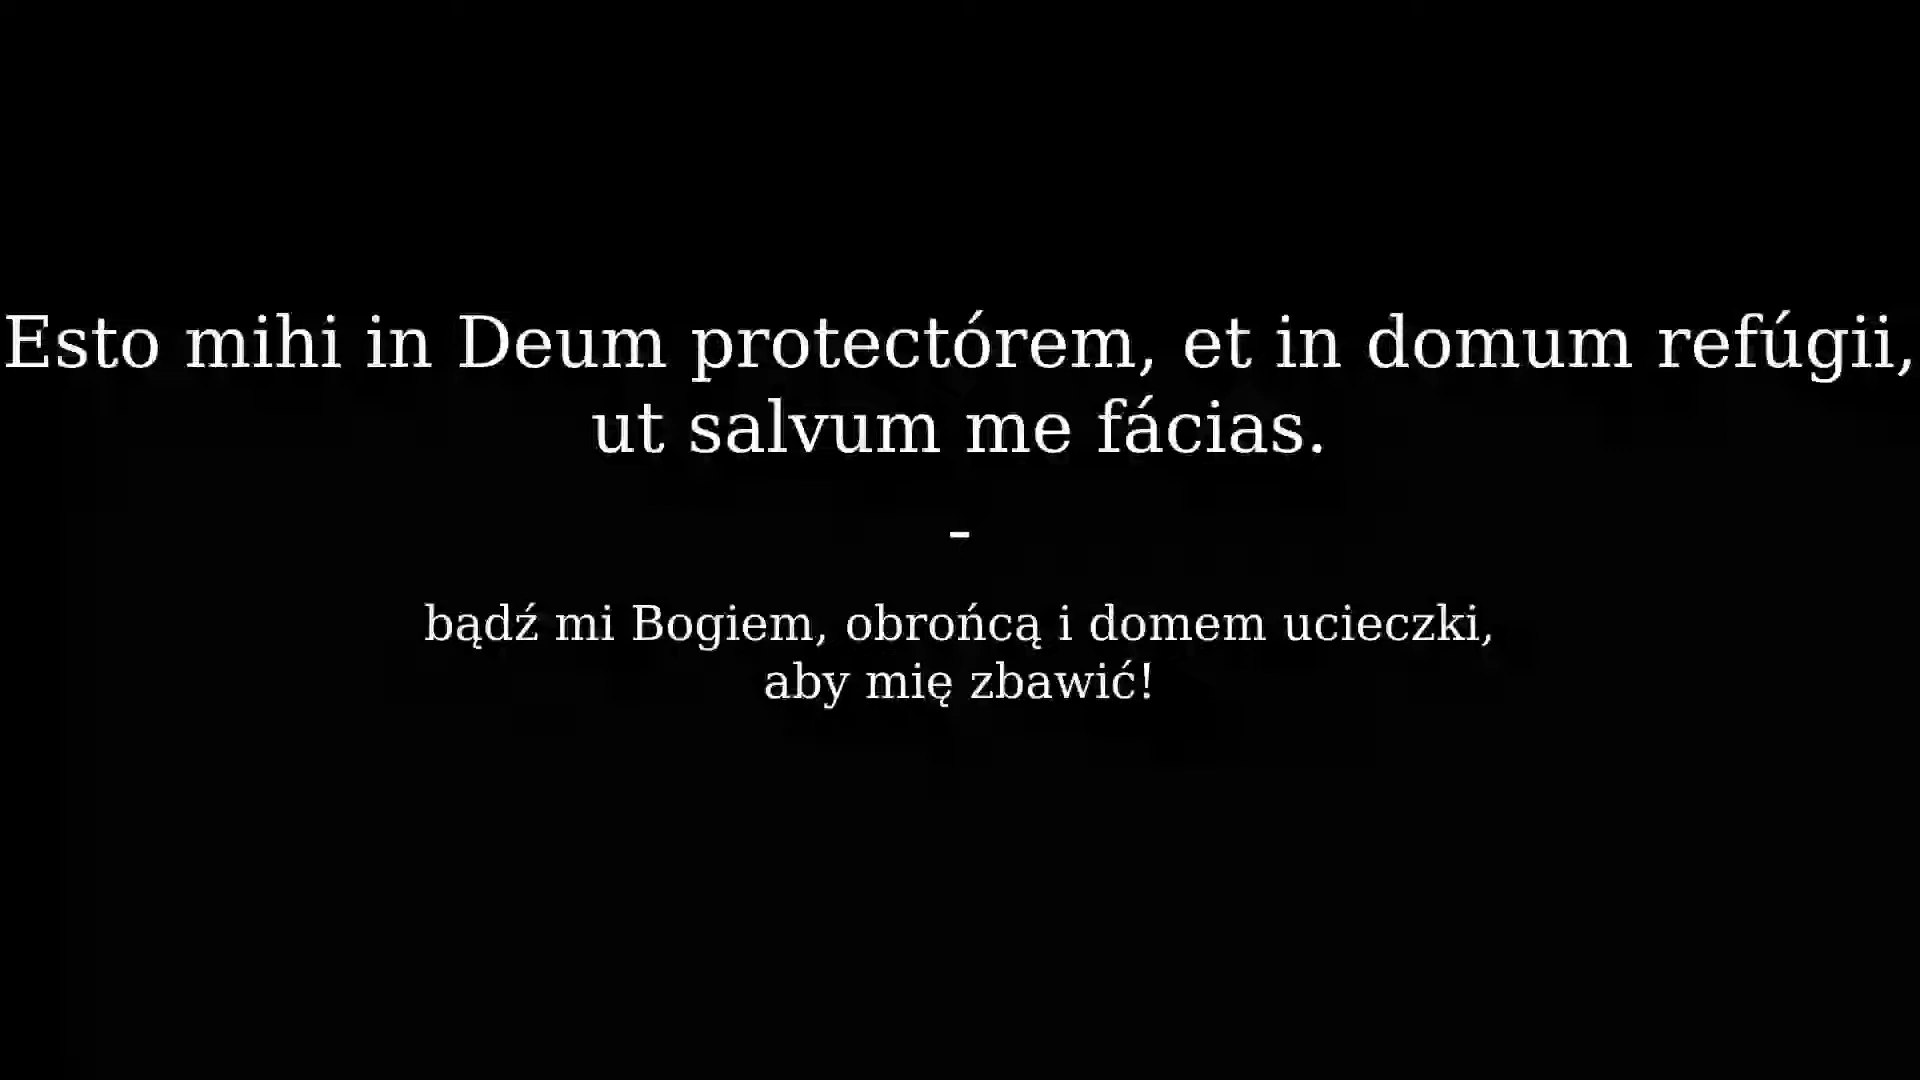 Esto mihi in Deum protectórem, et in domum refúgii,
ut salvum me fácias.
-
bądź mi Bogiem, obrońcą i domem ucieczki,
aby mię zbawić!